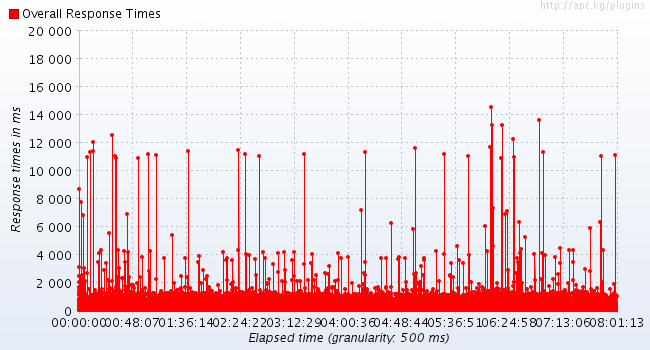 http://apc.kg/plugins
Overall Response Times
20 000
18 000
16 000
14 000
12 000
10 000
8 000
6 000
4 000
2 000
0
Response times in ms
00:00:00 00:48:07 01:36:14 02:24:22 03:12:29 04:00:36 04:48:44 05:36:51 06:24:58 07:13:06 08:01:13
Elapsed time (granularity: 500 ms)